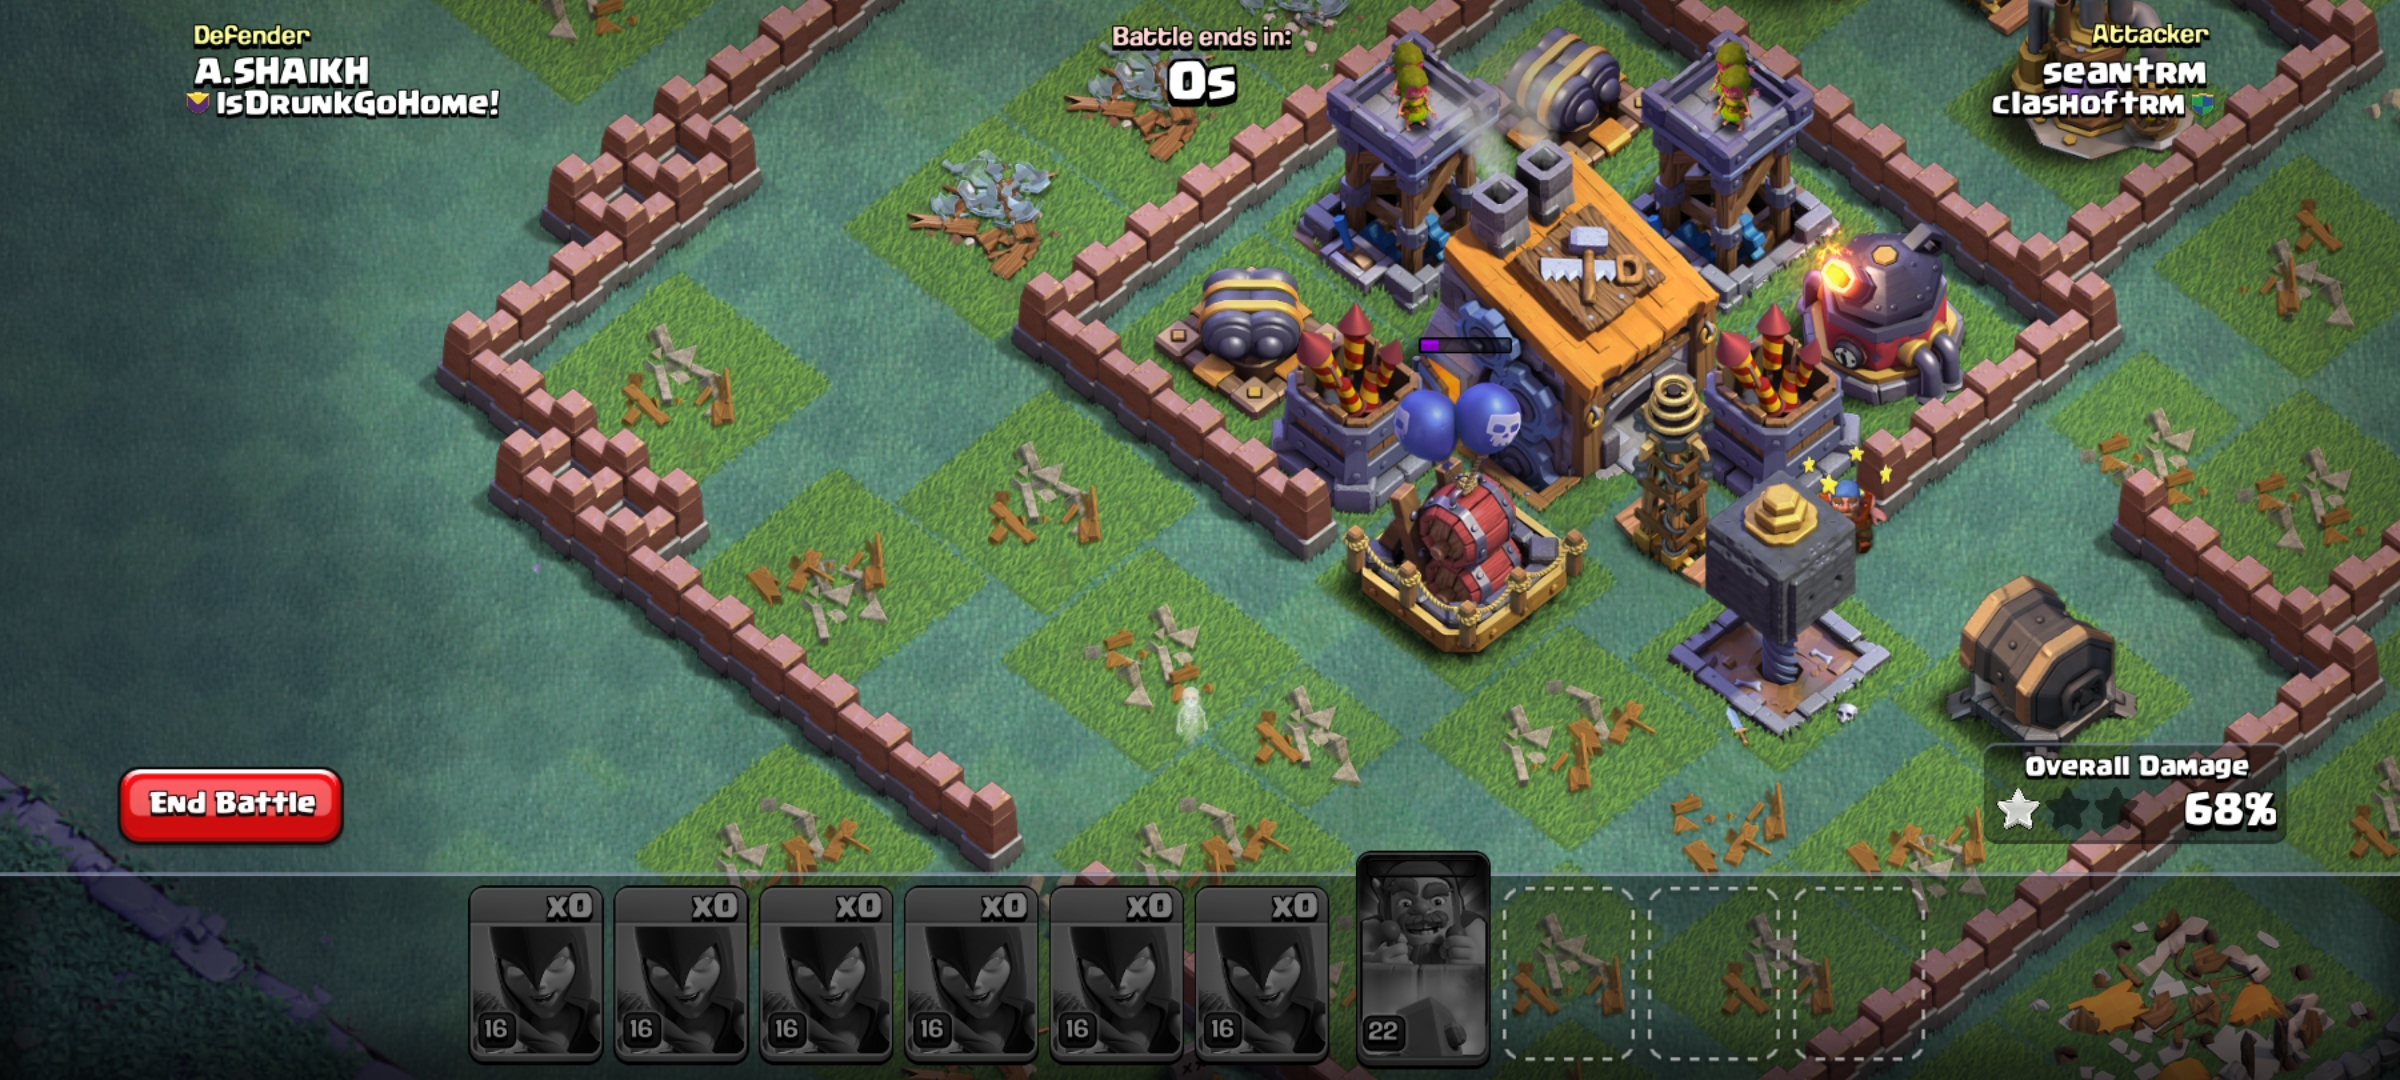 Defender
A.SHAIKH
IsDRUNKGOHOME!
Battle ends in:
0s
Attacker
seantRM
clashoftRM
End Battle
Overall Damage
68%
x0
x0
x0
x0
x0
x0
16
16
16
16
16
16
22